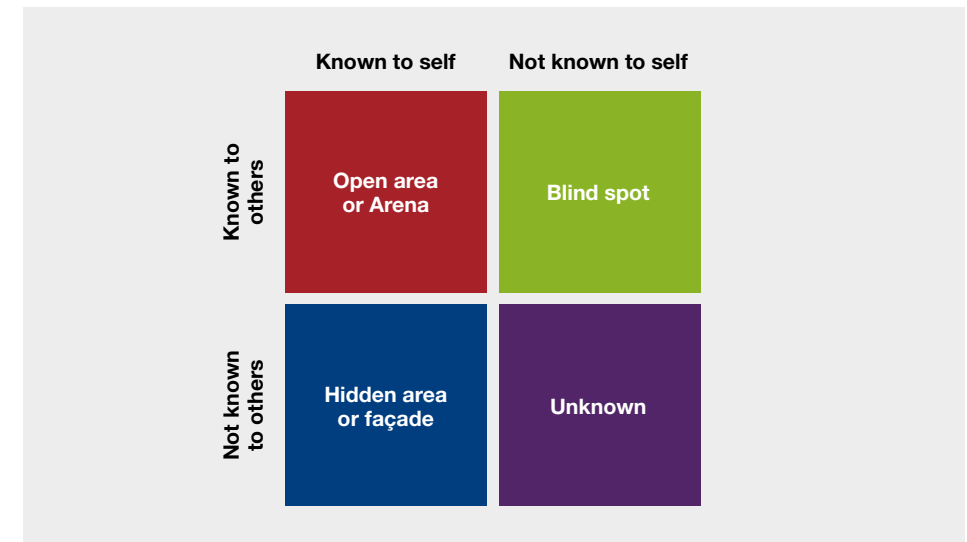 Known to self
Not known to self
Known to
others
Open area
or Arena
Blind spot
Not known
to others
Hidden area
or façade
Unknown